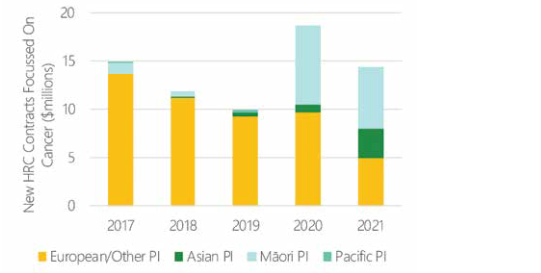 New HRC Contracts Focussed On
Cancer ($millions)
20
15
10
5
0
2017 2018 2019 2020 2021
European/Other PI Asian PI Māori PI Pacific PI